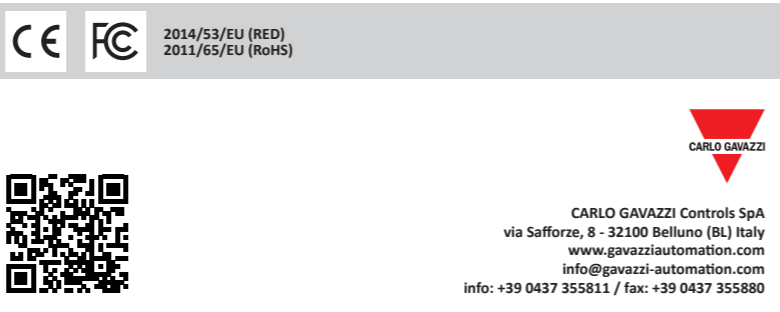 CE FC
2014/53/EU (RED)
2011/65/EU (RoHS)
CARLO GAVAZZI
CARLO GAVAZZI Controls SpA
via Safforze, 8 - 32100 Belluno (BL) Italy
www.gavazziautomation.com
info@gavazzi-automation.com
info: +39 0437 355811 / fax: +39 0437 355880